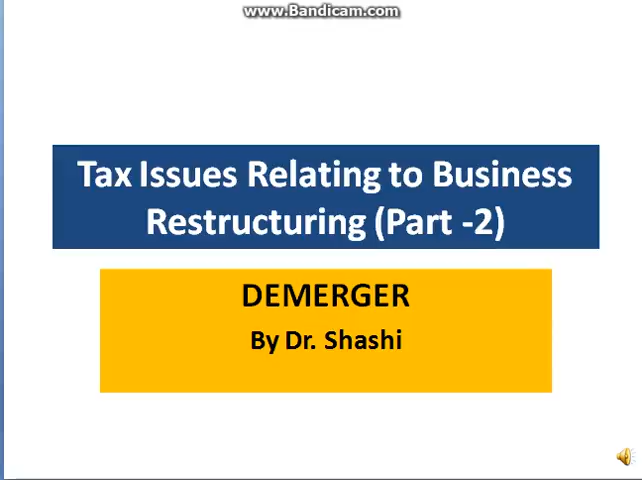 www.Bandicam.com
Tax Issues Relating to Business
Restructuring (Part -2)
DEMERGER
By Dr. Shashi